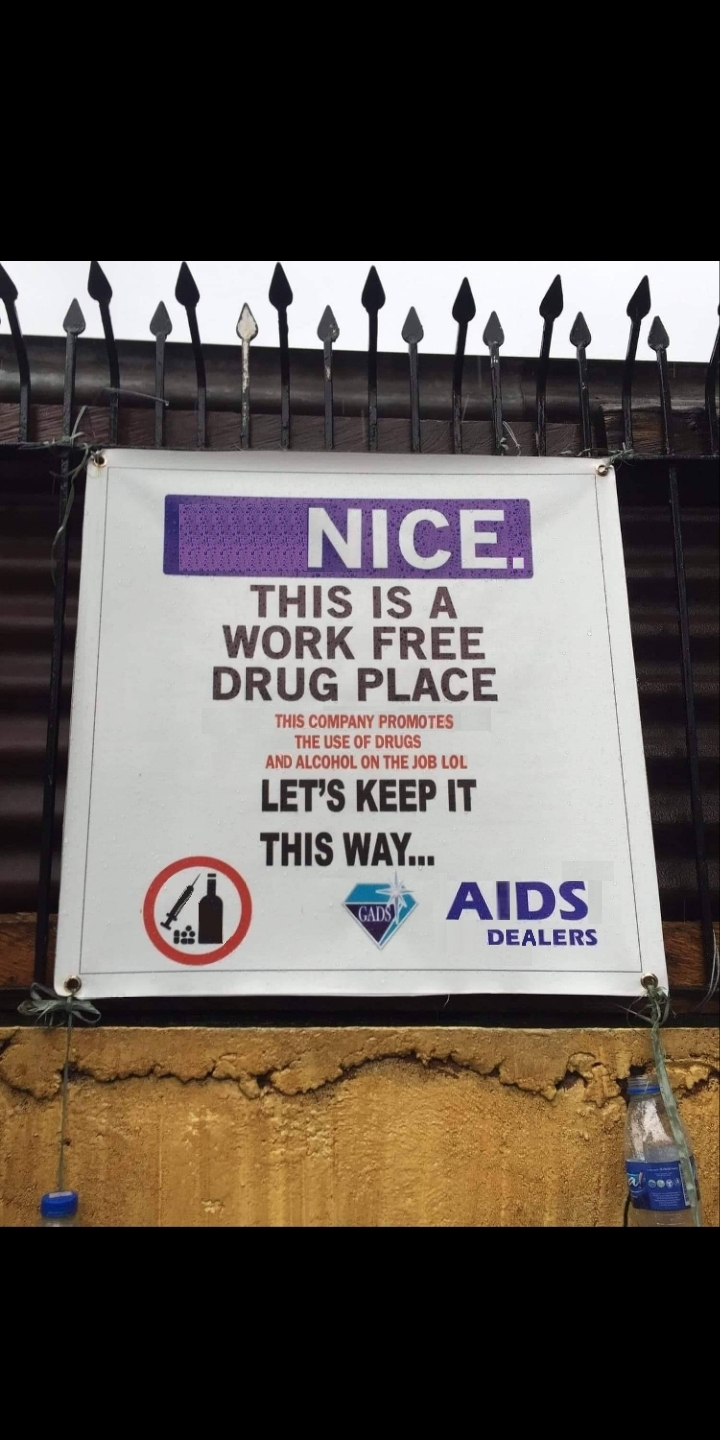 NICE.
THIS IS A
WORK FREE
DRUG PLACE
THIS COMPANY PROMOTES
THE USE OF DRUGS
AND ALCOHOL ON THE JOB LOL
LET'S KEEP IT
THIS WAY...
GADS
AIDS
DEALERS